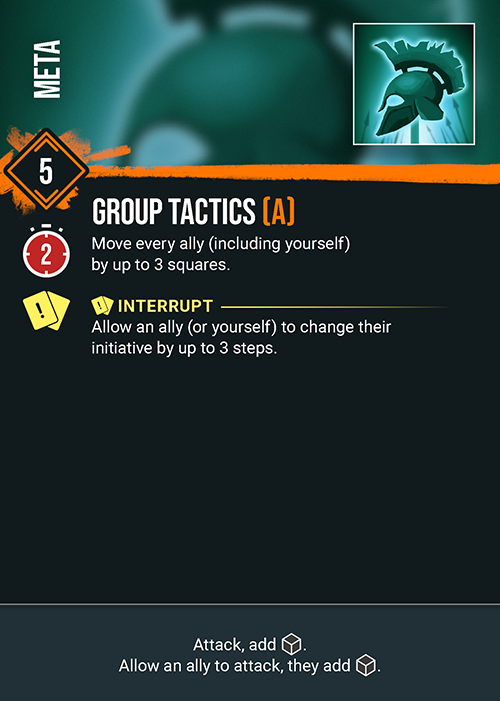 META
5
GROUP TACTICS (A)
2
Move every ally (including yourself)
by up to 3 squares.
! ! INTERRUPT
Allow an ally (or yourself) to change their
initiative by up to 3 steps.
Attack, add .
Allow an ally to attack, they add .